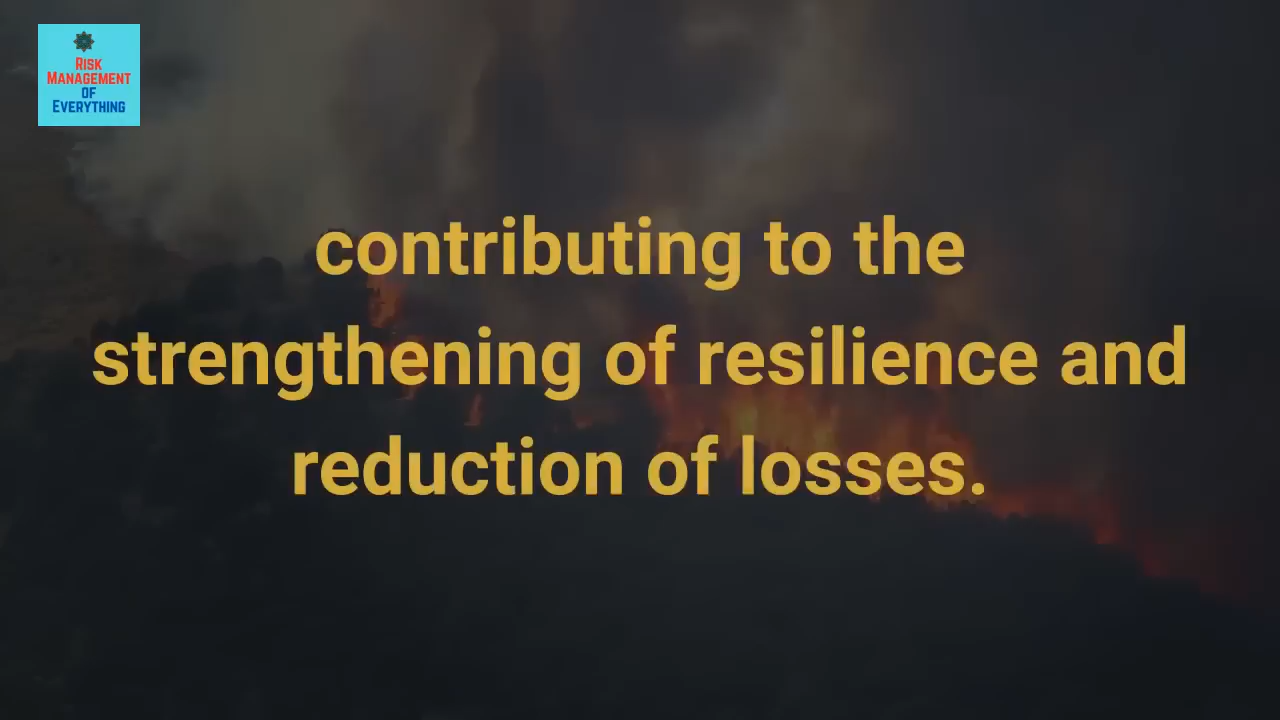 Risk
Management
of
Everything
contributing to the
strengthening of resilience and
reduction of losses.